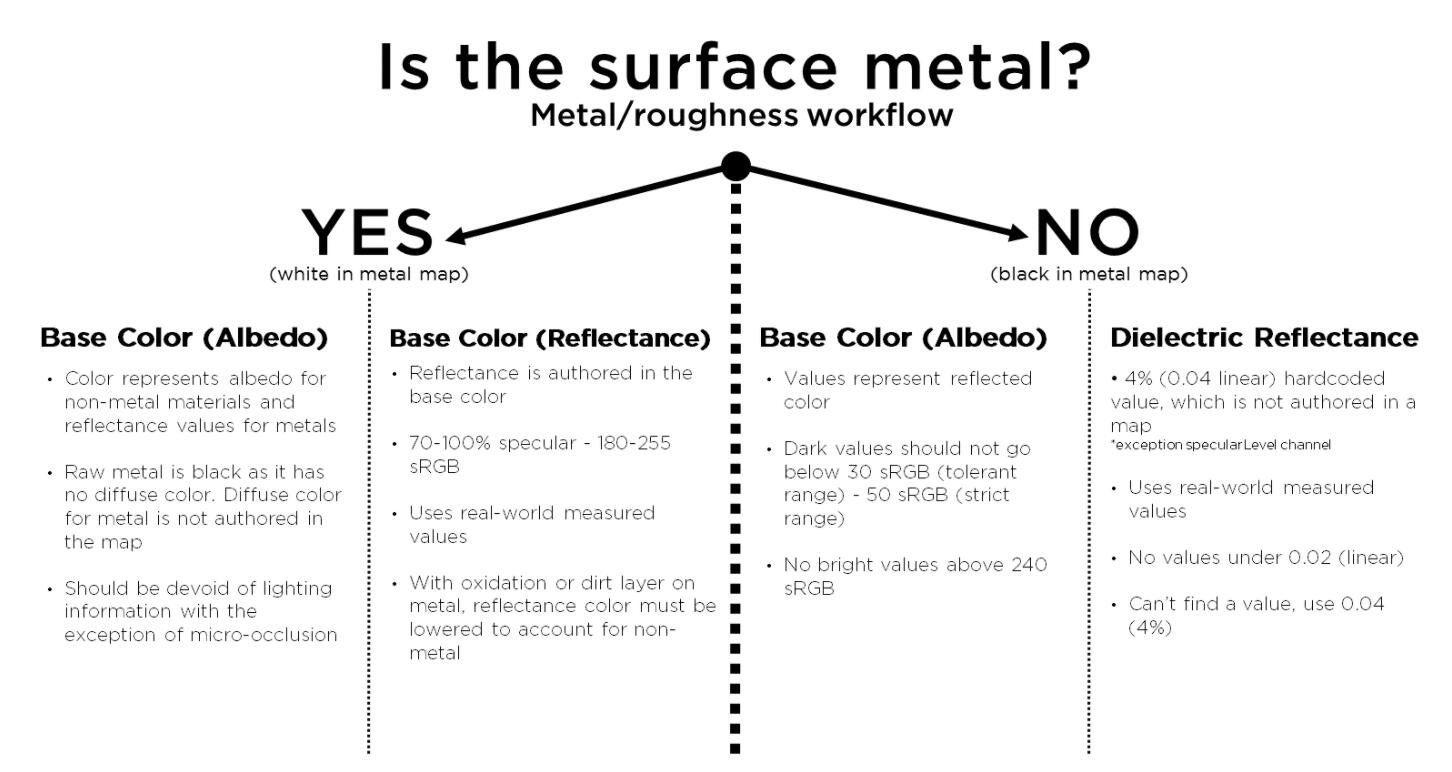 Is the surface metal?
Metal/roughness workflow
YES
(white in metal map)
NO
(black in metal map)
Base Color (Albedo)
• Color represents albedo for
non-metal materials and
reflectance values for metals
• Raw metal is black as it has
no diffuse color. Diffuse color
for metal is not authored in
the map
• Should be devoid of lighting
information with the
exception of micro-occlusion
Base Color (Reflectance)
• Reflectance is authored in the
base color
• 70-100% specular - 180-255
sRGB
• Uses real-world measured
values
• With oxidation or dirt layer on
metal, reflectance color must be
lowered to account for non-
metal
Base Color (Albedo)
• Values represent reflected
color
• Dark values should not go
below 30 sRGB (tolerant
range) - 50 sRGB (strict
range)
• No bright values above 240
sRGB
Dielectric Reflectance
• 4% (0.04 linear) hardcoded
value, which is not authored in a
map
*exception specularLevel channel
• Uses real-world measured
values
• No values under 0.02 (linear)
• Can't find a value, use 0.04
(4%)